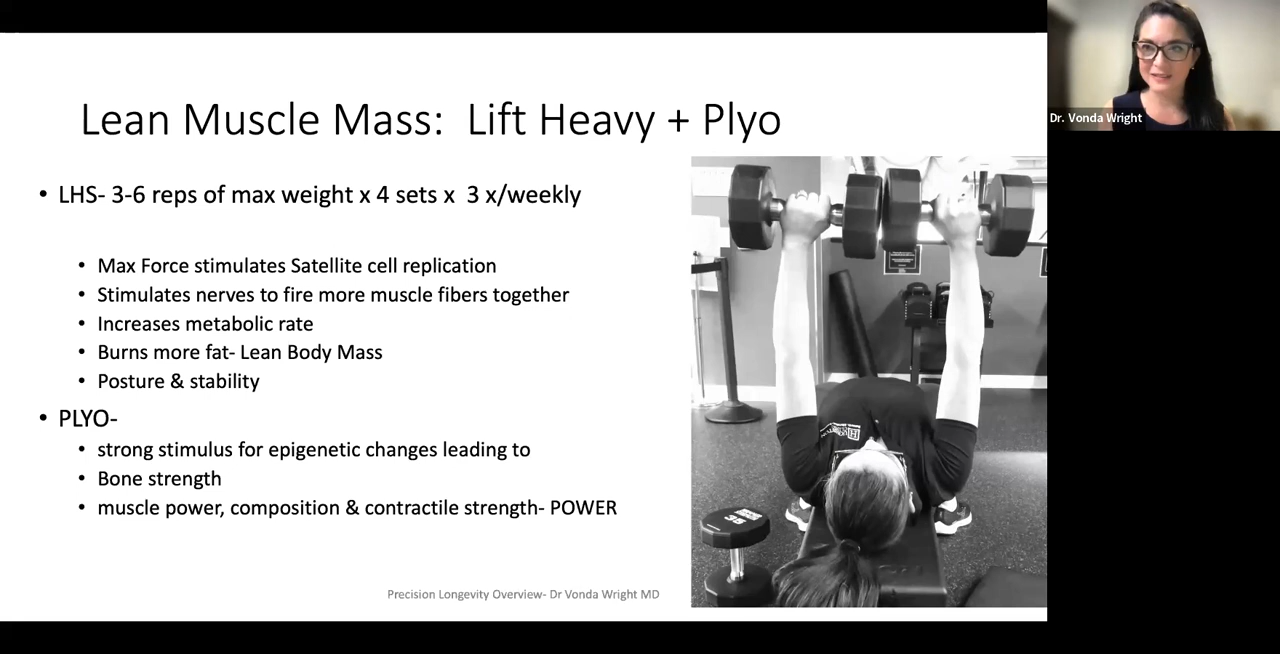 Lean Muscle Mass: Lift Heavy + Plyo
Dr. Vonda Wright
• LHS- 3-6 reps of max weight x 4 sets x 3 x/weekly
• Max Force stimulates Satellite cell replication
• Stimulates nerves to fire more muscle fibers together
• Increases metabolic rate
• Burns more fat- Lean Body Mass
• Posture & stability
• PLYO-
• strong stimulus for epigenetic changes leading to
• Bone strength
• muscle power, composition & contractile strength- POWER
35
Precision Longevity Overview- Dr Vonda Wright MD